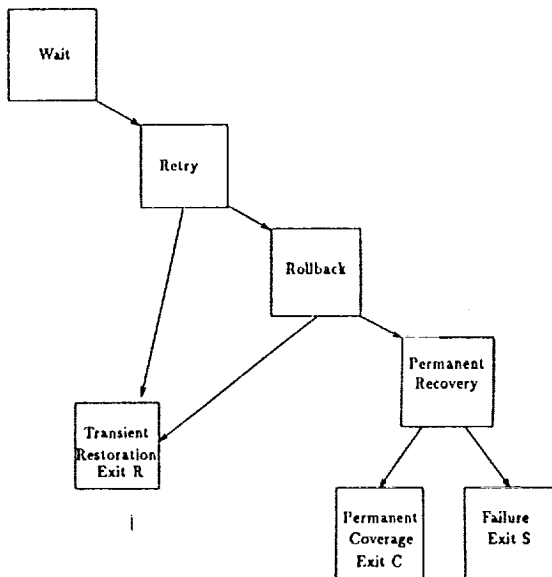 Wait
Retry
Rollback
Permanent
Recovery
Transient
Restoration
Exit R
Permanent
Coverage
Exit C
Failure
Exit S